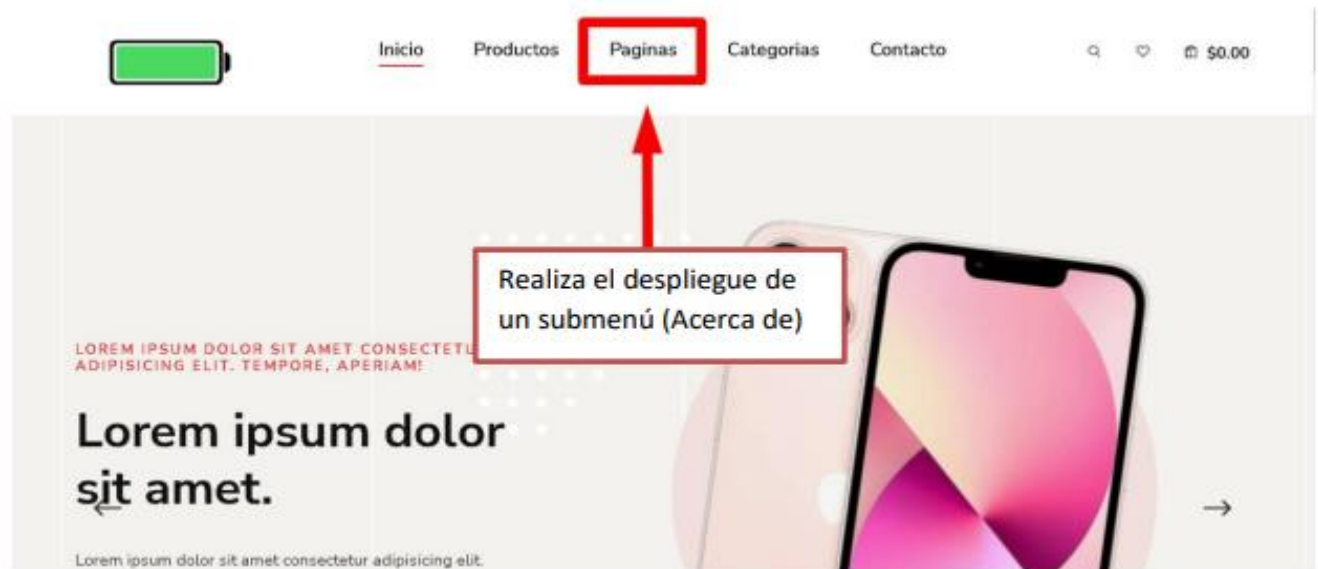 Inicio Productos Paginas Categorias Contacto $0.00
Realiza el despliegue de
un submenú (Acerca de)
LOREM IPSUM DOLOR SIT AMET CONSECTETU
ADIPISICING ELIT. TEMPORE, APERIAM!
Lorem ipsum dolor
sit amet.
Lorem ipsum dolor sit amet consectetur adipisicing elit.